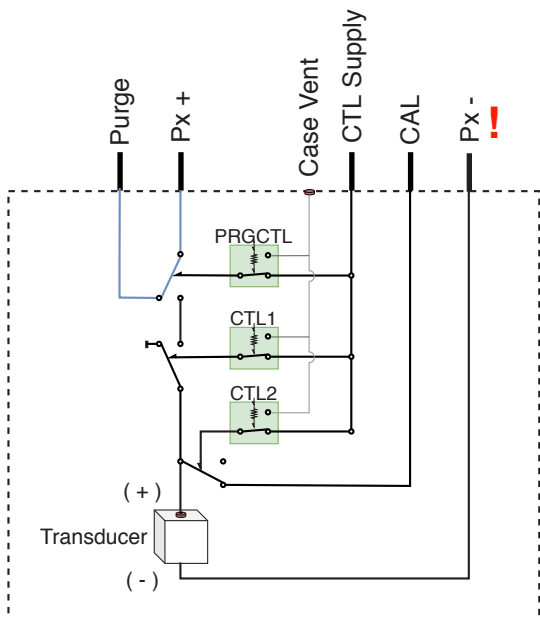 Purge
Px +
Case Vent
CTL Supply
CAL
Px - !
PRGCTL
CTL1
CTL2
( + )
Transducer
( - )